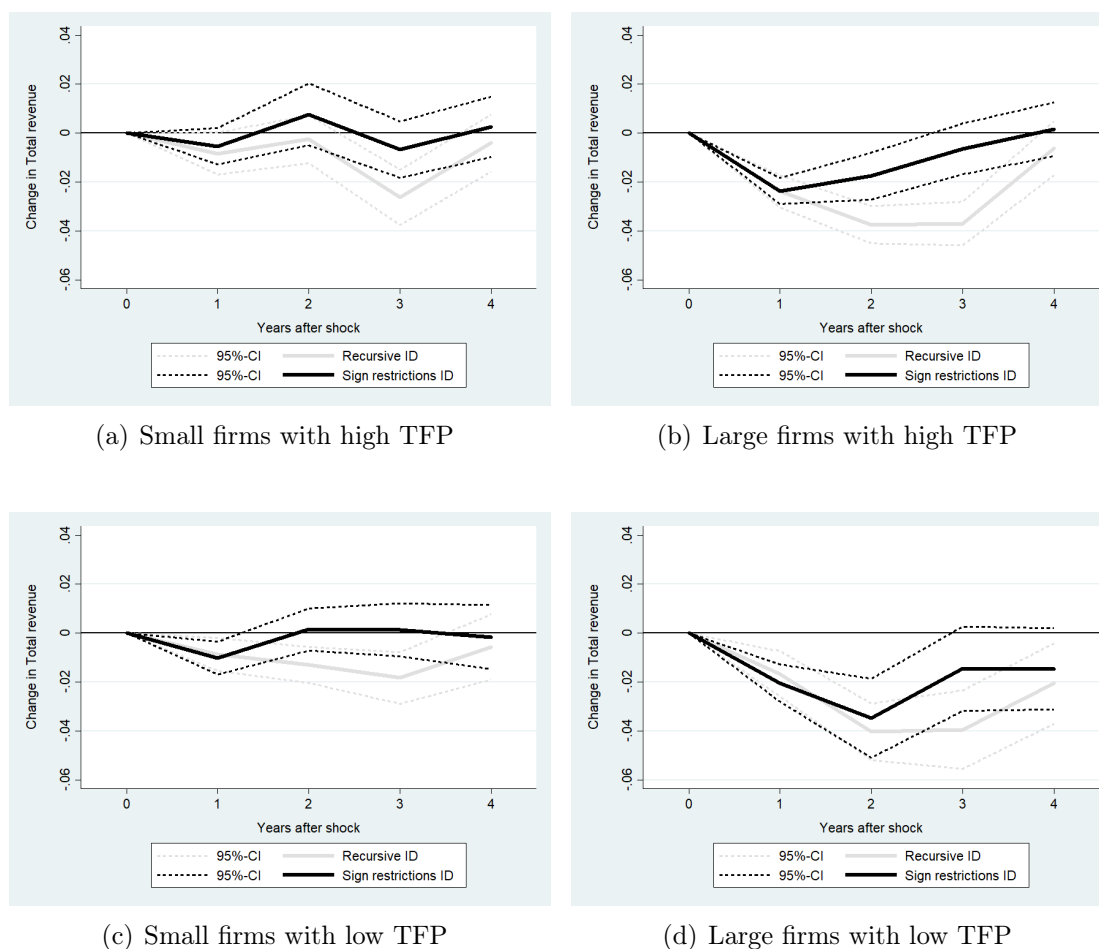 .04
.02
0
-.02
-.04
-.06
Change in Total revenue
0 1 2 3 4
Years after shock
95%-CI Recursive ID
95%-CI Sign restrictions ID
(a) Small firms with high TFP
.04
.02
0
-.02
-.04
-.06
Change in Total revenue
0 1 2 3 4
Years after shock
95%-CI Recursive ID
95%-CI Sign restrictions ID
(b) Large firms with high TFP
.04
.02
0
-.02
-.04
-.06
Change in Total revenue
0 1 2 3 4
Years after shock
95%-CI Recursive ID
95%-CI Sign restrictions ID
(c) Small firms with low TFP
.04
.02
0
-.02
-.04
-.06
Change in Total revenue
0 1 2 3 4
Years after shock
95%-CI Recursive ID
95%-CI Sign restrictions ID
(d) Large firms with low TFP